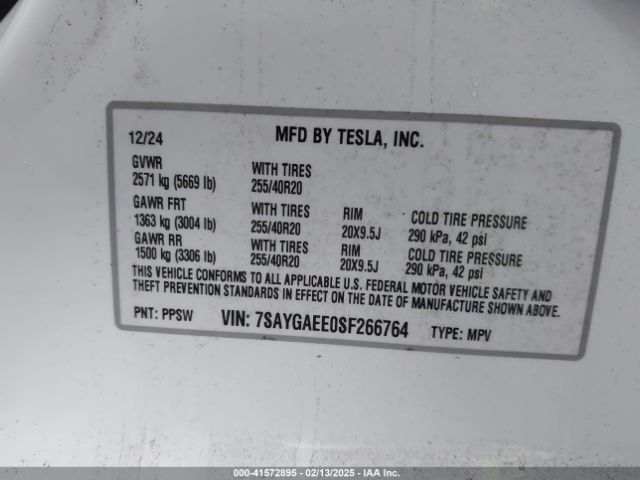 12/24 MFD BY TESLA, INC.
GVWR
2571 kg (5669 lb)
WITH TIRES
255/40R20
GAWR FRT
1363 kg (3004 lb)
WITH TIRES
255/40R20
RIM
20X9.5J
COLD TIRE PRESSURE
290 kPa, 42 psi
GAWR RR
1500 kg (3306 lb)
WITH TIRES
255/40R20
RIM
20X9.5J
COLD TIRE PRESSURE
290 kPa, 42 psi
THIS VEHICLE CONFORMS TO ALL APPLICABLE U.S. FEDERAL MOTOR VEHICLE SAFETY AND
THEFT PREVENTION STANDARDS IN EFFECT ON THE DATE OF MANUFACTURE SHOWN ABOVE.
PNT: PPSW VIN: 7SAYGAEE0SF266764 TYPE: MPV
000-41572895 - 02/13/2025 - IAA Inc.